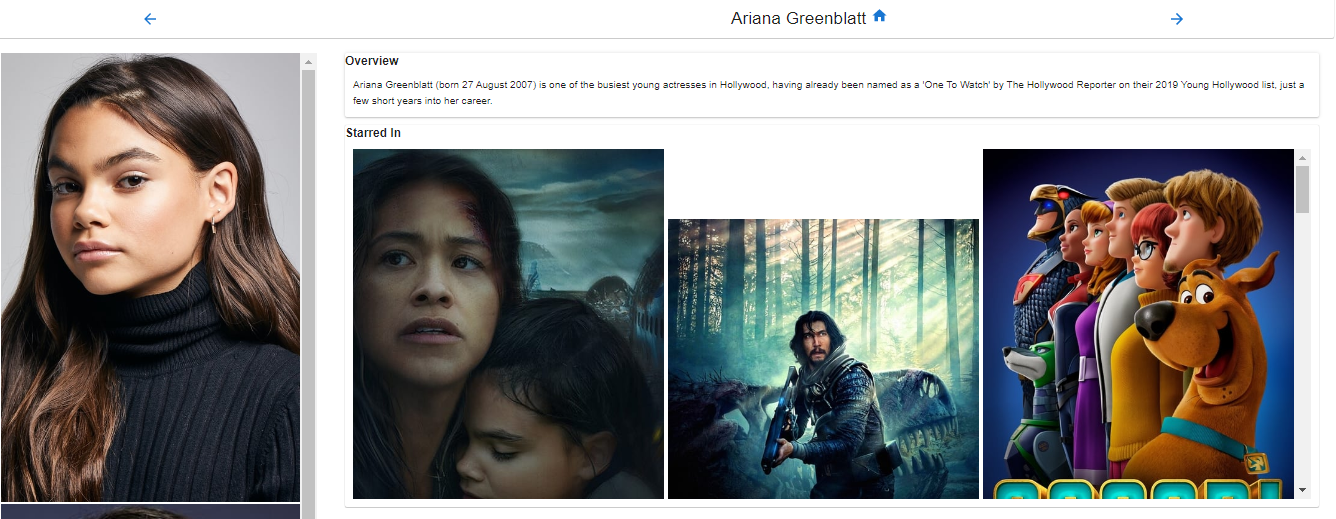 Ariana Greenblatt
Overview
Ariana Greenblatt (born 27 August 2007) is one of the busiest young actresses in Hollywood, having already been named as a 'One To Watch' by The Hollywood Reporter on their 2019 Young Hollywood list, just a
few short years into her career.
Starred In